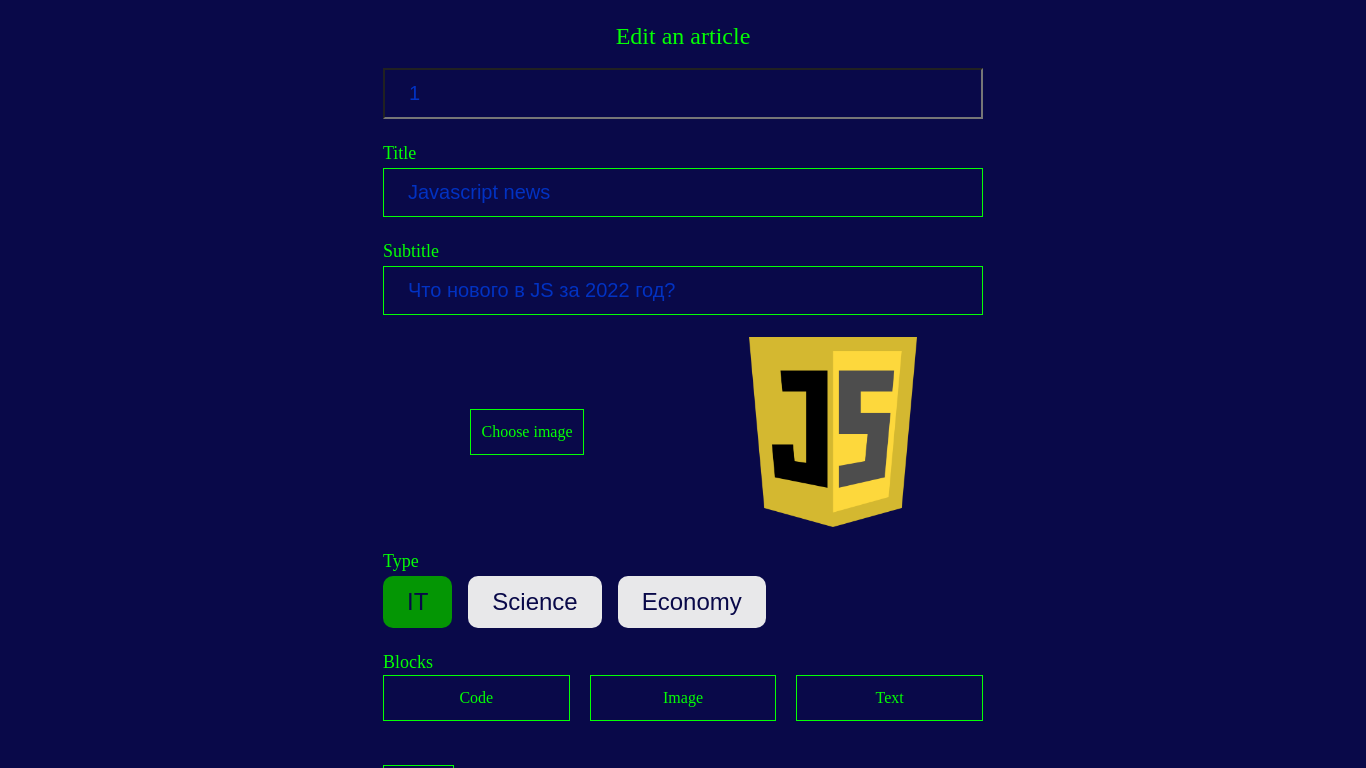 Edit an article
1
Title
Javascript news
Subtitle
Что нового в JS за 2022 год?
Choose image
JS
Type
IT Science Economy
Blocks
Code Image Text